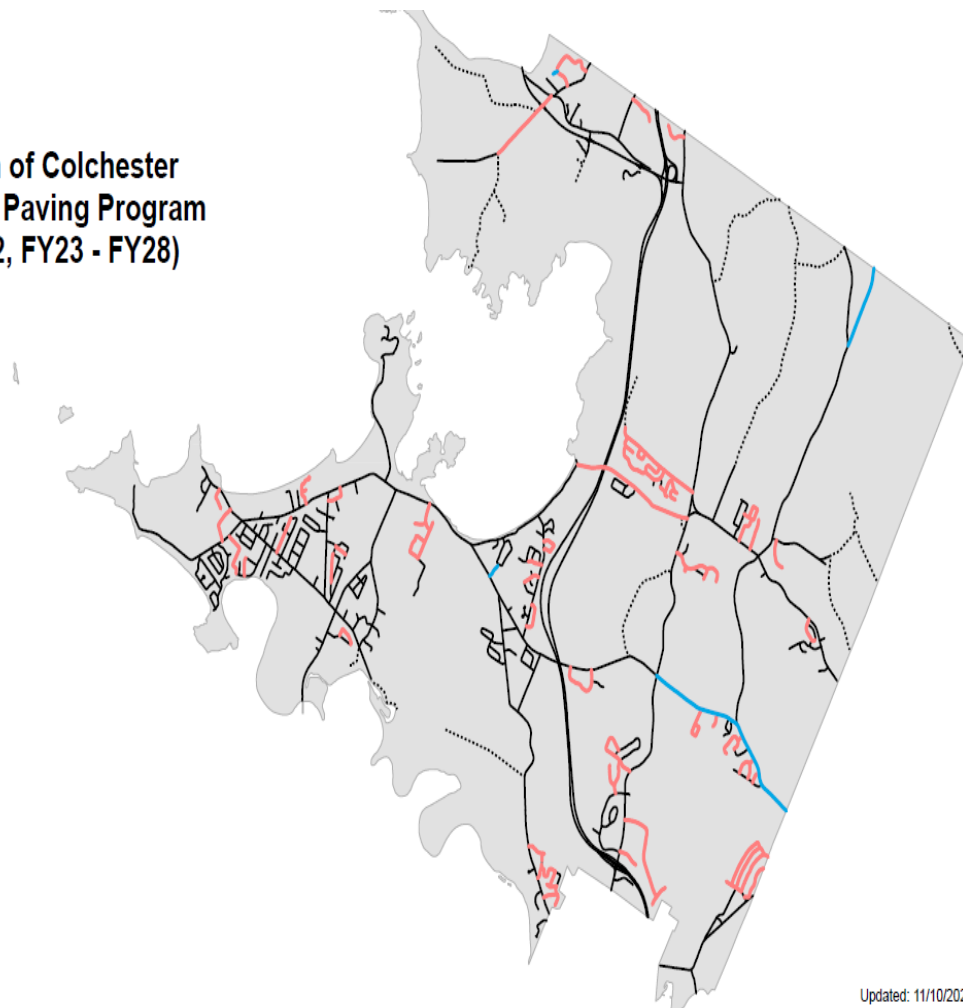 of Colchester
Paving Program
2, FY23 - FY28)
Updated: 11/10/202